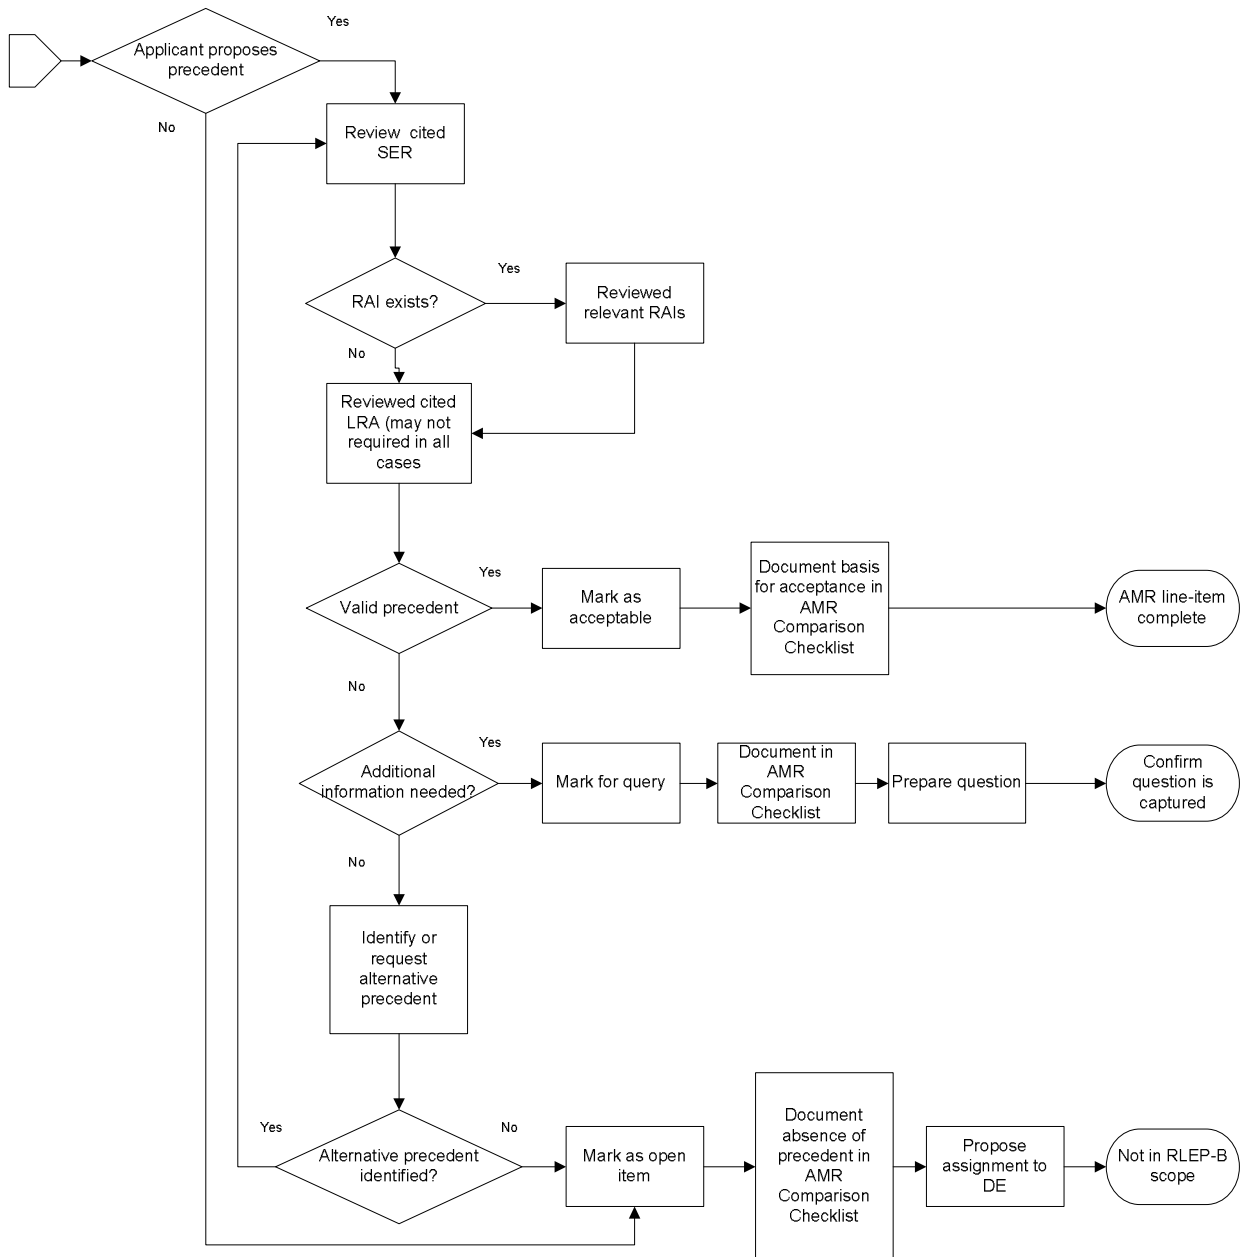 Yes
Applicant proposes
precedent
No
Review  cited
SER
Yes
RAI exists?
Reviewed
relevant RAIs
No
Reviewed cited
LRA (may not
required in all
cases
Yes
Valid precedent
Mark as
acceptable
Document basis
for acceptance in
AMR
Comparison
Checklist
AMR line-item
complete
No
Yes
Additional
information needed?
Mark for query
Document in
AMR
Comparison
Checklist
Prepare question
Confirm
question is
captured
No
Identify or
request
alternative
precedent
Yes
No
Alternative precedent
identified?
Mark as open
item
Document
absence of
precedent in
AMR
Comparison
Checklist
Propose
assignment to
DE
Not in RLEP-B
scope